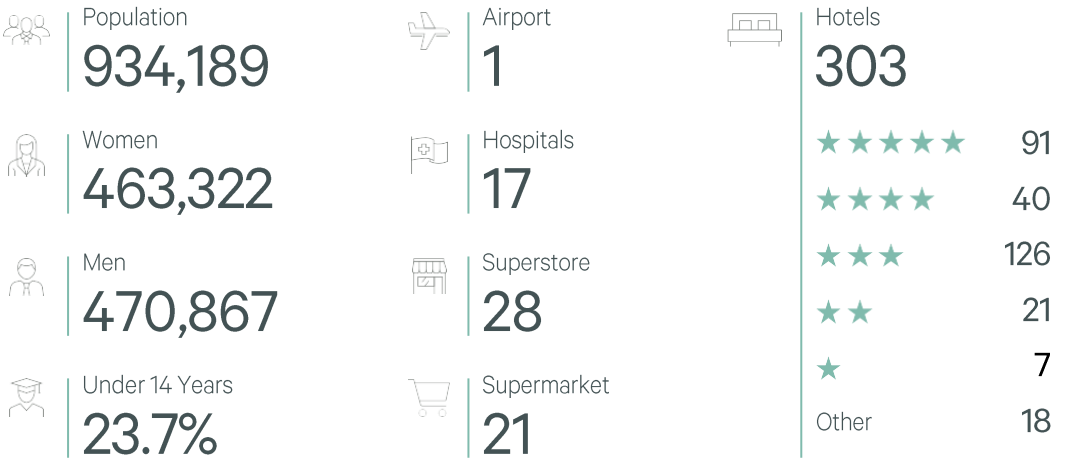 Population
934,189
Women
463,322
Men
470,867
Under 14 Years
23.7%
Airport
1
Hospitals
17
Superstore
28
Supermarket
21
Hotels
303
91
40
126
21
7
Other 18